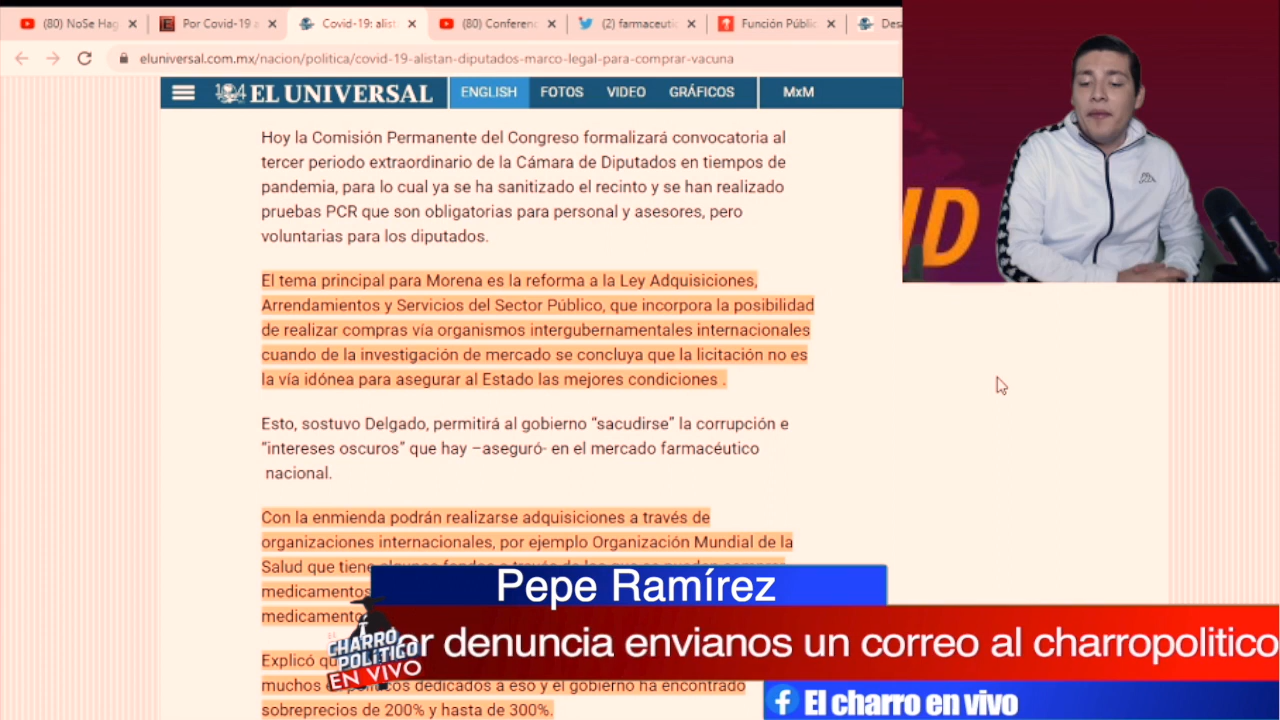 (80) NoSe Hag
Por Covid-19 a
Covid-19: alist
(80) Conferenc
(2) farmaceutic
Función Públic
Des
eluniversal.com.mx/nacion/politica/covid-19-alistan-diputados-marco-legal-para-comprar-vacuna
EL UNIVERSAL
ENGLISH
FOTOS
VIDEO
GRÁFICOS
MxM
Hoy la Comisión Permanente del Congreso formalizará convocatoria al
tercer periodo extraordinario de la Cámara de Diputados en tiempos de
pandemia, para lo cual ya se ha sanitizado el recinto y se han realizado
pruebas PCR que son obligatorias para personal y asesores, pero
voluntarias para los diputados.
El tema principal para Morena es la reforma a la Ley Adquisiciones,
Arrendamientos y Servicios del Sector Público, que incorpora la posibilidad
de realizar compras vía organismos intergubernamentales internacionales
cuando de la investigación de mercado se concluya que la licitación no es
la vía idónea para asegurar al Estado las mejores condiciones .
Esto, sostuvo Delgado, permitirá al gobierno “sacudirse” la corrupción e
“intereses oscuros” que hay –aseguró- en el mercado farmacéutico
nacional.
Con la enmienda podrán realizarse adquisiciones a través de
organizaciones internacionales, por ejemplo Organización Mundial de la
Salud que tiene
medicamentos
medicamento
Explicó qu
muchos dedicados a eso y el gobierno ha encontrado
sobreprecios de 200% y hasta de 300%.
Pepe Ramírez
or denuncia envianos un correo al charropolitico
CHARRO
POLÍTICO
EN VIVO
El charro en vivo